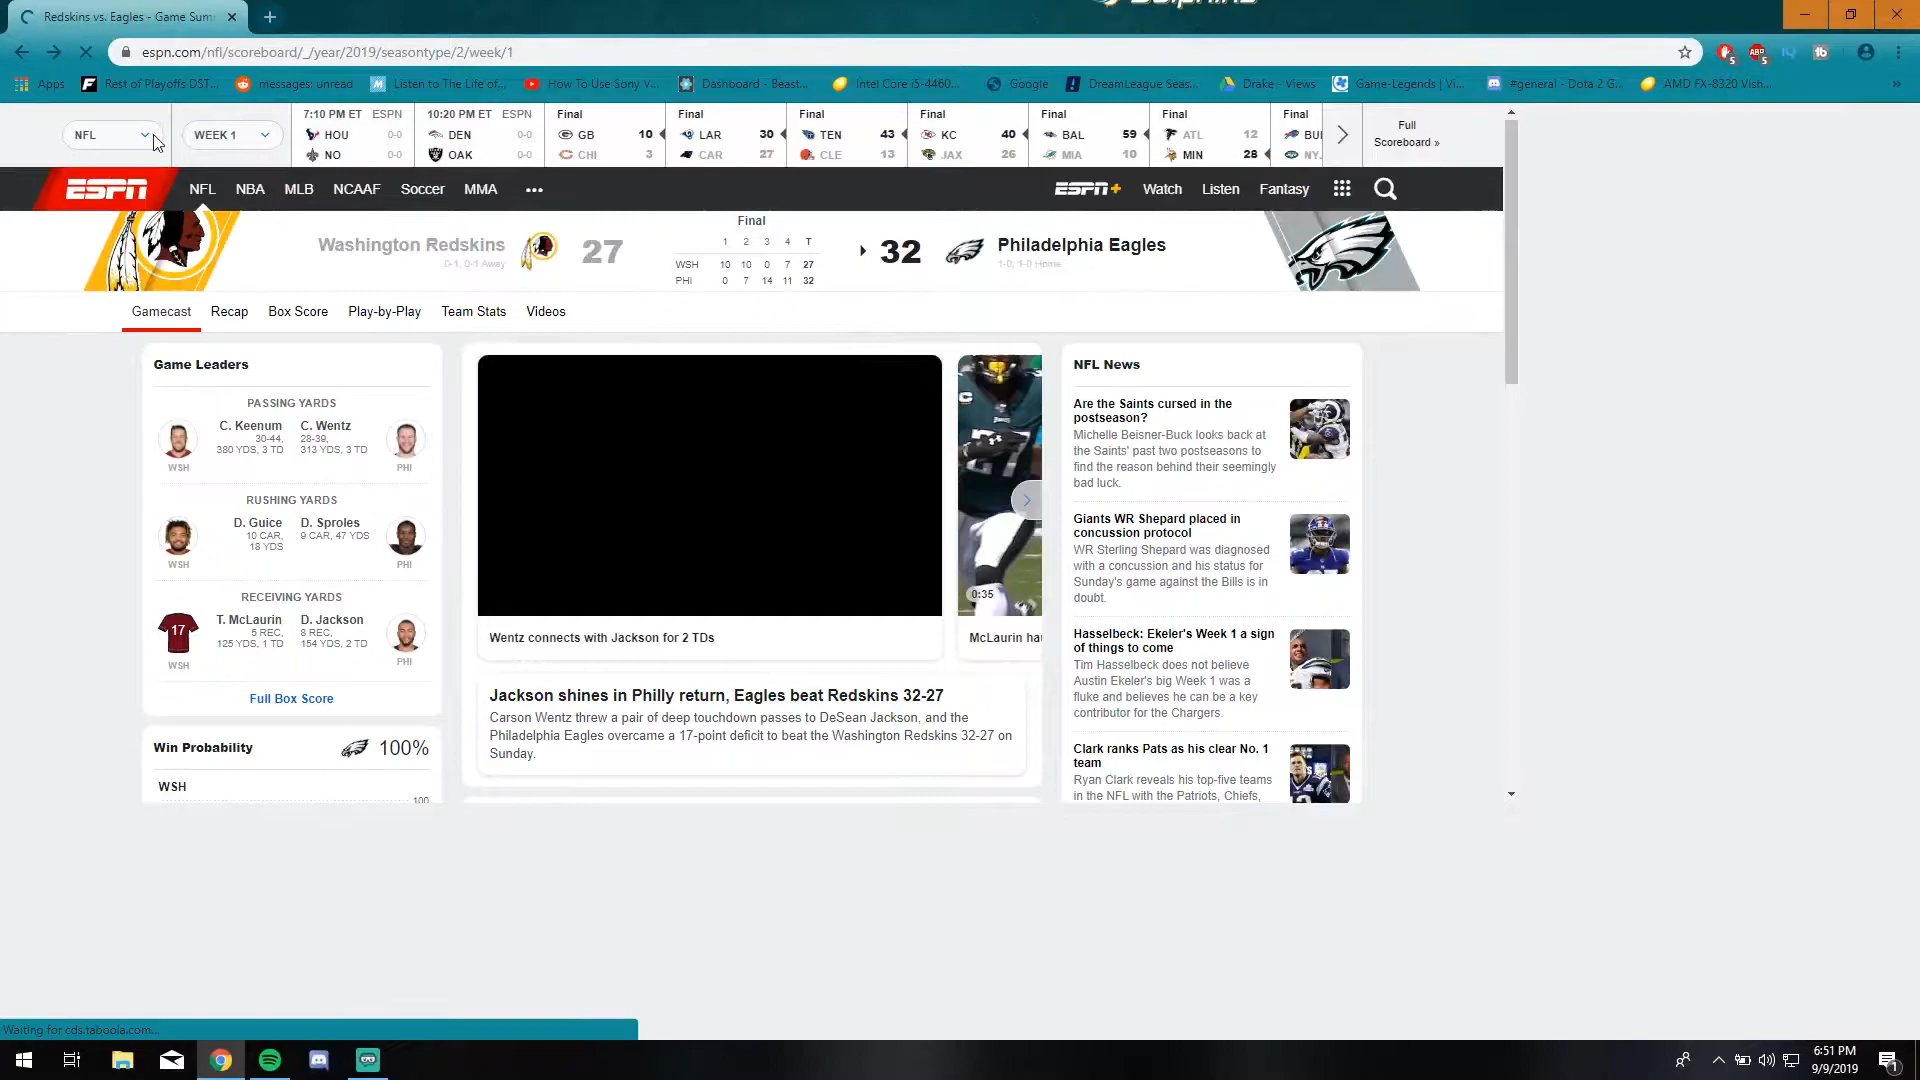 Dolphins
Redskins vs. Eagles - Game Sum
espn.com/nfl/scoreboard/_/year/2019/seasontype/2/week/1
Apps Rest of Playoffs DST... messages: unread Listen to The Life of... How To Use Sony V... Dashboard - Beast... Intel Core i5-4460... Google DreamLeague Seas... Drake - Views Game-Legends | Vi... #general - Dota 2 G... AMD FX-8320 Vish... »
NFL WEEK 1
7:10 PM ET ESPN
HOU 0-0
NO 0-0
10:20 PM ET ESPN
DEN 0-0
OAK 0-0
Final
GB 10
CHI 3
Final
LAR 30
CAR 27
Final
TEN 43
CLE 13
Final
KC 40
JAX 26
Final
BAL 59
MIA 10
Final
ATL 12
MIN 28
Final
BUF
NY.
Full
Scoreboard »
ESPN NFL NBA MLB NCAAF Soccer MMA ... ESPN+ Watch Listen Fantasy
Washington Redskins
0-1, 0-1 Away
27
Final
1 2 3 4 T
WSH 10 10 0 7 27
PHI 0 7 14 11 32
32
Philadelphia Eagles
1-0, 1-0 Home
Gamecast Recap Box Score Play-by-Play Team Stats Videos
Game Leaders
PASSING YARDS
C. Keenum
30-44,
380 YDS, 3 TD
WSH
C. Wentz
28-39,
313 YDS, 3 TD
PHI
RUSHING YARDS
D. Guice
10 CAR,
18 YDS
WSH
D. Sproles
9 CAR, 47 YDS
PHI
RECEIVING YARDS
17
T. McLaurin
5 REC,
125 YDS, 1 TD
WSH
D. Jackson
8 REC,
154 YDS, 2 TD
PHI
Full Box Score
Win Probability 100%
WSH
100
Wentz connects with Jackson for 2 TDs
0:35
McLaurin ha
Jackson shines in Philly return, Eagles beat Redskins 32-27
Carson Wentz threw a pair of deep touchdown passes to DeSean Jackson, and the
Philadelphia Eagles overcame a 17-point deficit to beat the Washington Redskins 32-27 on
Sunday.
NFL News
Are the Saints cursed in the
postseason?
Michelle Beisner-Buck looks back at
the Saints' past two postseasons to
find the reason behind their seemingly
bad luck.
Giants WR Shepard placed in
concussion protocol
WR Sterling Shepard was diagnosed
with a concussion and his status for
Sunday's game against the Bills is in
doubt.
Hasselbeck: Ekeler's Week 1 a sign
of things to come
Tim Hasselbeck does not believe
Austin Ekeler's big Week 1 was a
fluke and believes he can be a key
contributor for the Chargers.
Clark ranks Pats as his clear No. 1
team
Ryan Clark reveals his top-five teams
in the NFL with the Patriots, Chiefs,
Waiting for cds.taboola.com...
6:51 PM
9/9/2019